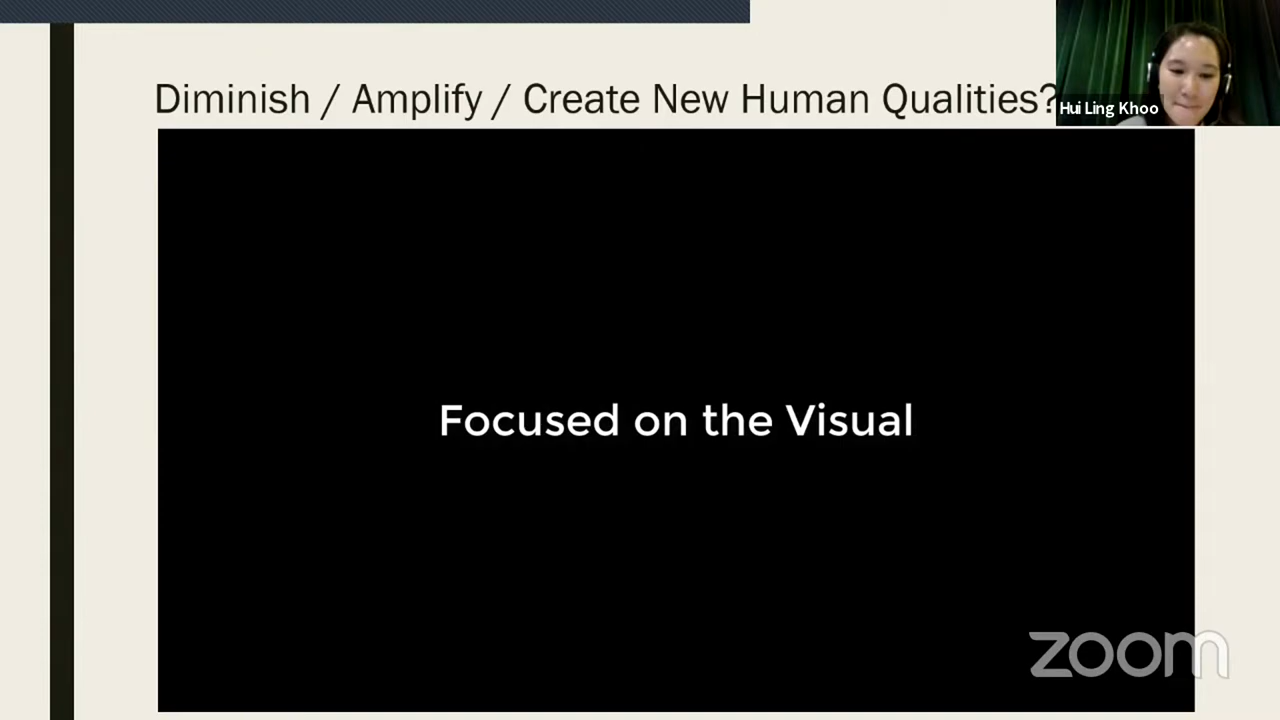 Diminish / Amplify / Create New Human Qualities?
Hui Ling Khoo
Focused on the Visual
zoom